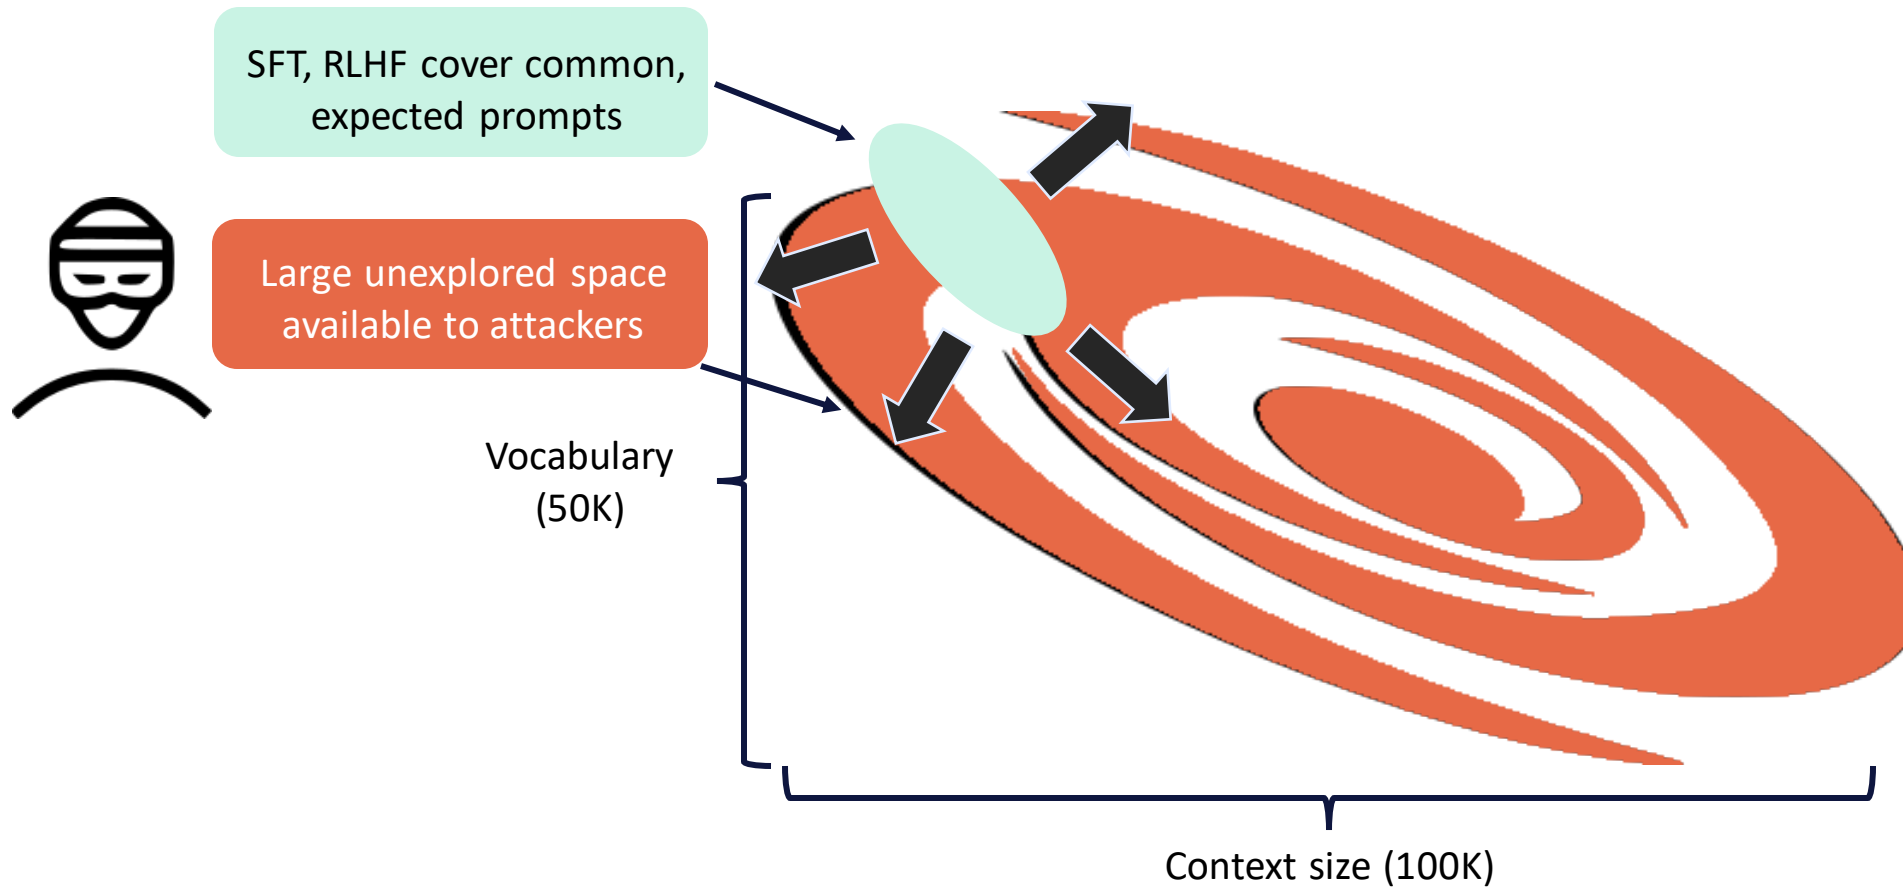 SFT, RLHF cover common,
expected prompts
Large unexplored space
available to attackers
Vocabulary
(50K)
Context size (100K)